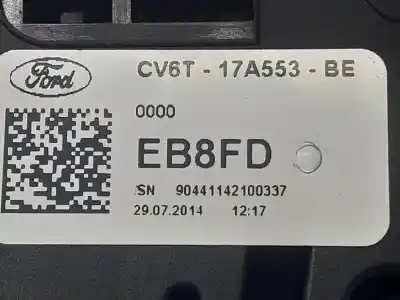 Ford
CV6T - 17A553 - BE
0000
EB8FD
SN 90441142100337
29.07.2014 12:17